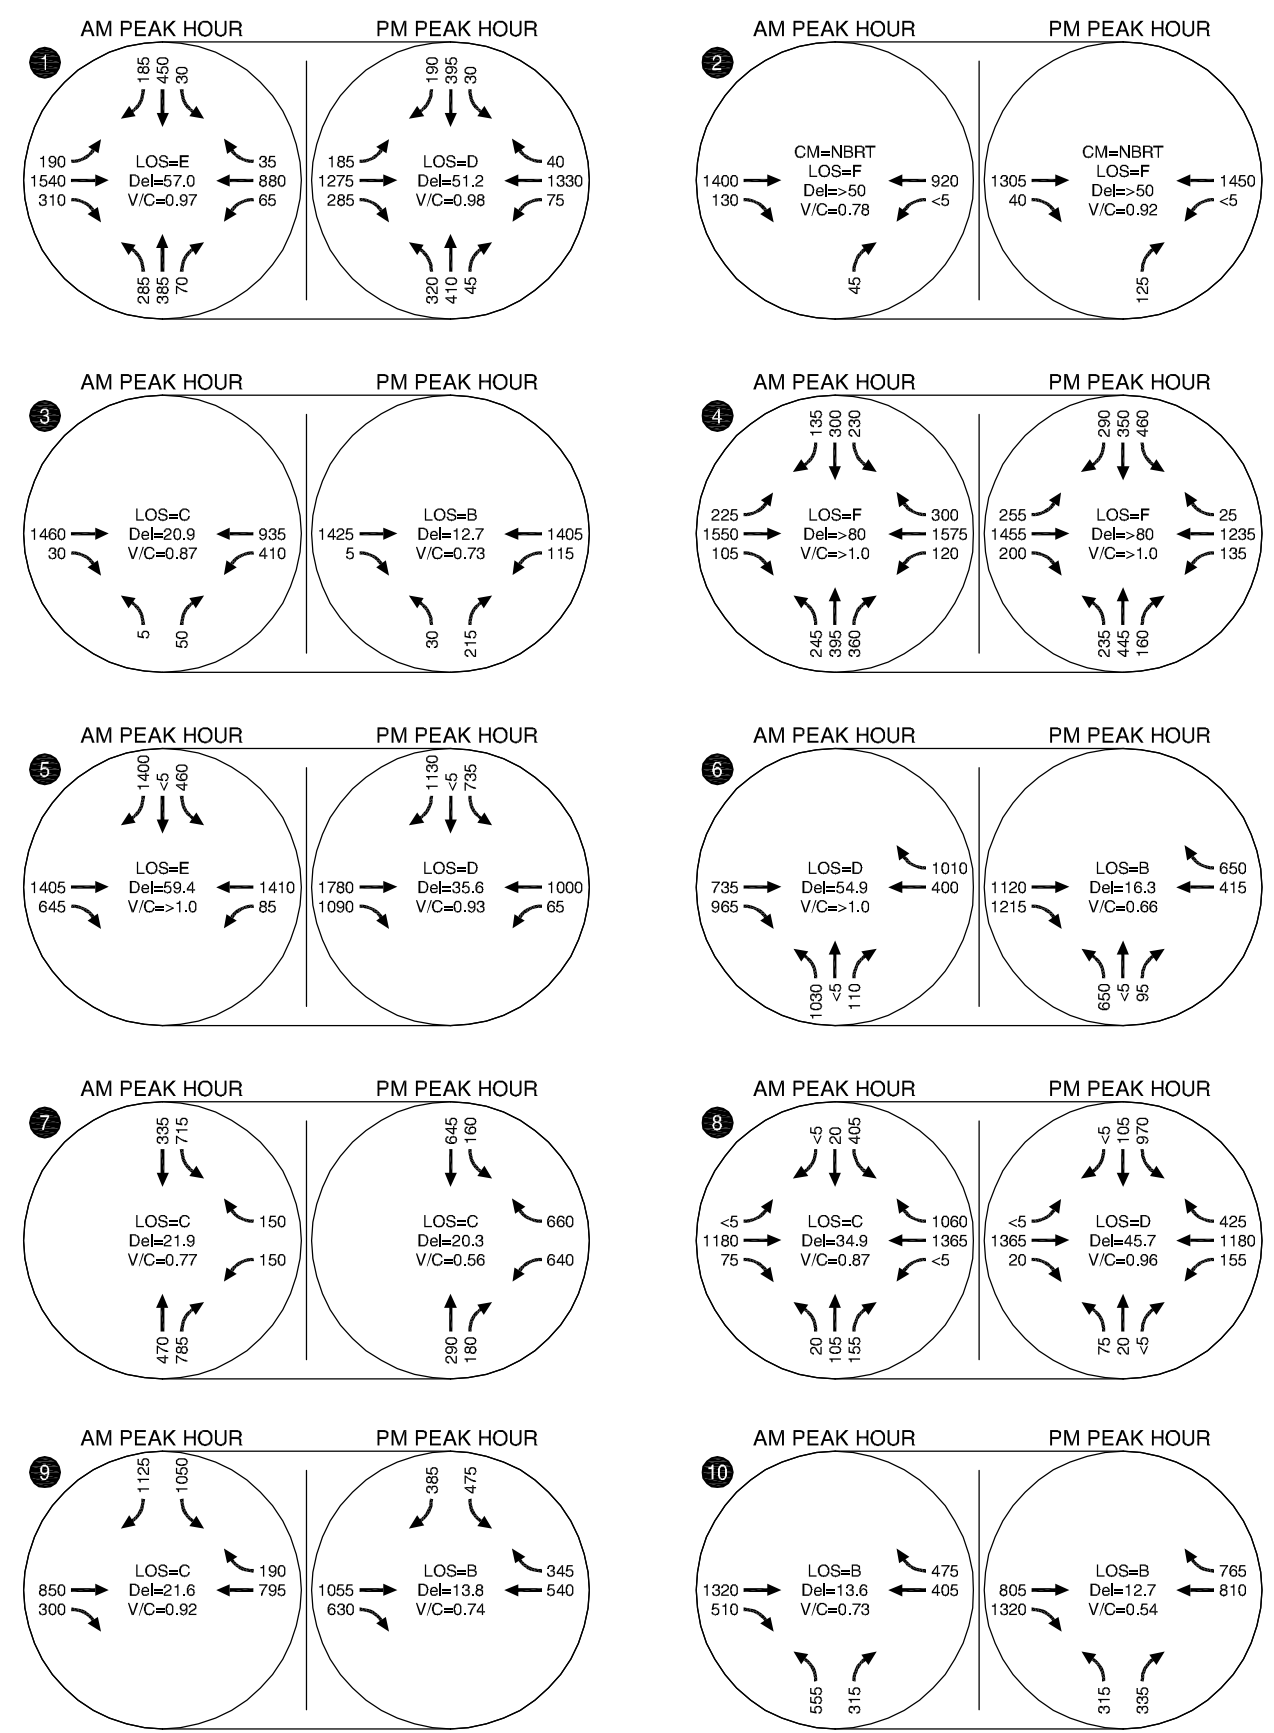 AM PEAK HOUR PM PEAK HOUR
1
185 450 30
190 395 30
190 LOS=E 35
1540 Del=57.0 880
310 V/C=0.97 65
185 LOS=D 40
1275 Del=51.2 1330
285 V/C=0.98 75
285 385 70
320 410 45
AM PEAK HOUR PM PEAK HOUR
2
CM=NBRT
LOS=F
1400 Del=>50 920
130 V/C=0.78 <5
45
CM=NBRT
LOS=F
1305 Del=>50 1450
40 V/C=0.92 <5
125
AM PEAK HOUR PM PEAK HOUR
3
LOS=C
1460 Del=20.9 935
30 V/C=0.87 410
5 50
LOS=B
1425 Del=12.7 1405
5 V/C=0.73 115
30 215
AM PEAK HOUR PM PEAK HOUR
4
135 300 230
290 350 460
225 LOS=F 300
1550 Del=>80 1575
105 V/C=>1.0 120
255 LOS=F 25
1455 Del=>80 1235
200 V/C=>1.0 135
245 395 360
235 445 160
AM PEAK HOUR PM PEAK HOUR
5
1400 <5 460
1130 <5 735
LOS=E
1405 Del=59.4 1410
645 V/C=>1.0 85
LOS=D
1780 Del=35.6 1000
1090 V/C=0.93 65
AM PEAK HOUR PM PEAK HOUR
6
LOS=D 1010
735 Del=54.9 400
965 V/C=>1.0
1030 <5 110
LOS=B 650
1120 Del=16.3 415
1215 V/C=0.66
650 <5 95
AM PEAK HOUR PM PEAK HOUR
7
335 715
645 160
LOS=C 150
Del=21.9
V/C=0.77 150
LOS=C 660
Del=20.3
V/C=0.56 640
470 785
290 180
AM PEAK HOUR PM PEAK HOUR
8
<5 20 405
<5 105 970
<5 LOS=C 1060
1180 Del=34.9 1365
75 V/C=0.87 <5
<5 LOS=D 425
1365 Del=45.7 1180
20 V/C=0.96 155
20 105 155
75 20 <5
AM PEAK HOUR PM PEAK HOUR
9
1125 1050
385 475
LOS=C 190
850 Del=21.6 795
300 V/C=0.92
LOS=B 345
1055 Del=13.8 540
630 V/C=0.74
AM PEAK HOUR PM PEAK HOUR
10
LOS=B 475
1320 Del=13.6 405
510 V/C=0.73
555 315
LOS=B 765
805 Del=12.7 810
1320 V/C=0.54
315 335